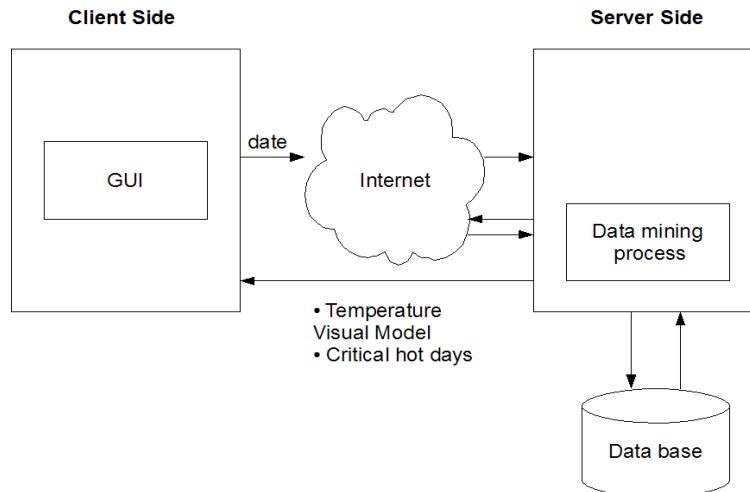 Client Side
Server Side
date
GUI
Internet
Data mining
process
• Temperature
Visual Model
• Critical hot days
Data base